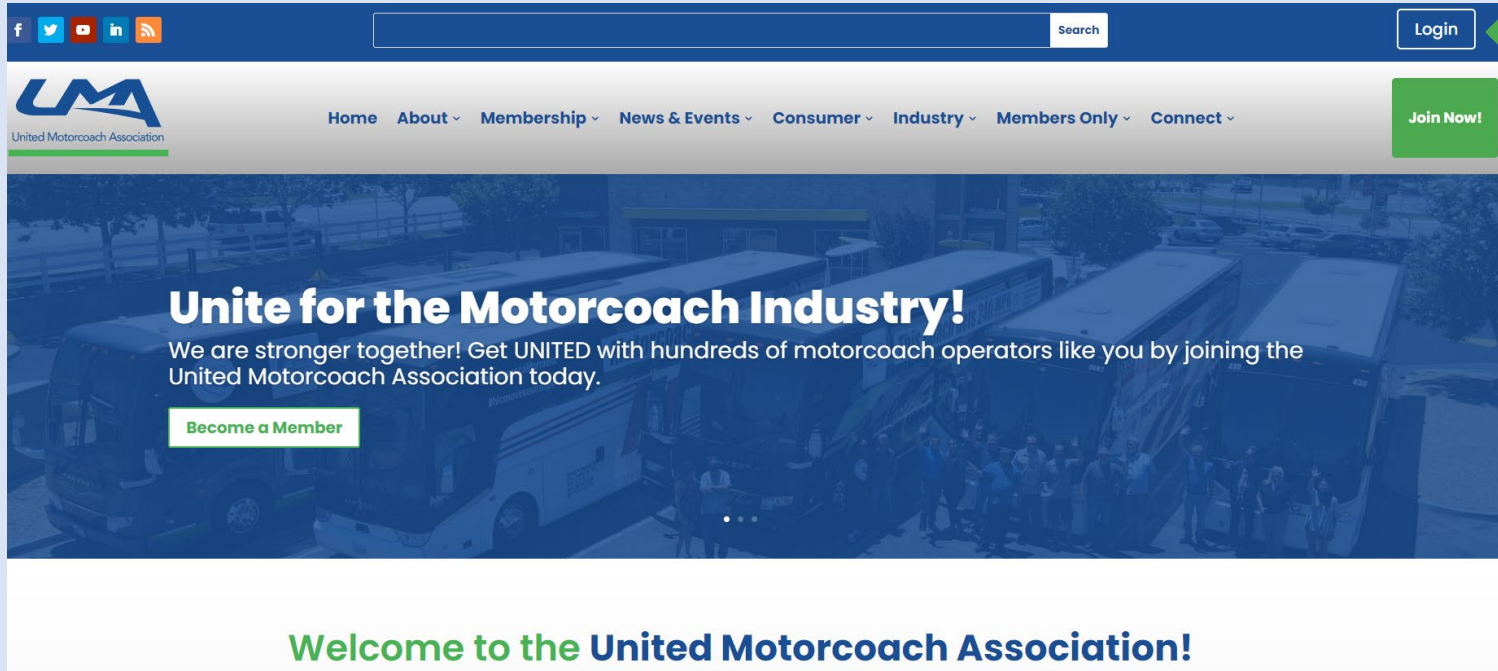 Search
Login
UMA
United Motorcoach Association
Home About Membership News & Events Consumer Industry Members Only Connect
Join Now!
Unite for the Motorcoach Industry!
We are stronger together! Get UNITED with hundreds of motorcoach operators like you by joining the
United Motorcoach Association today.
Become a Member
Welcome to the United Motorcoach Association!